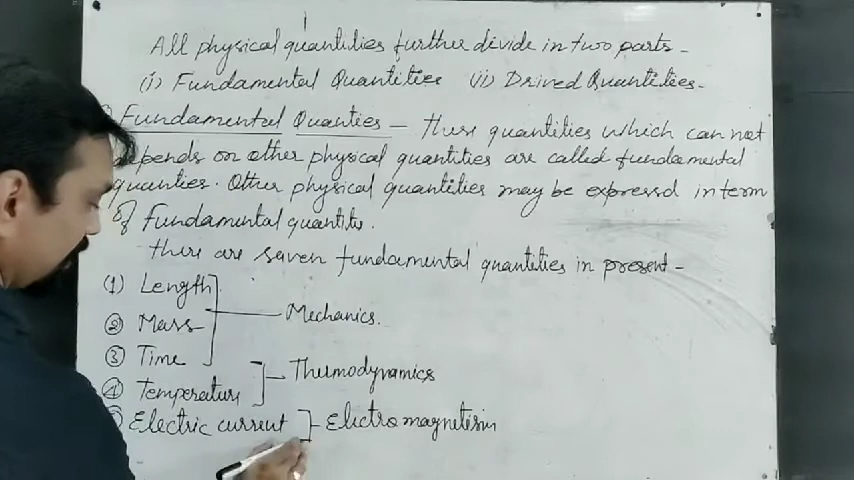 All physical quantities further divide in two parts -
(i) Fundamental Quantities (ii) Drived Quantities.
Fundamental Quanties - these quantities which can not
depends on other physical quantities are called fundamental
quanties. Other physical quantities may be expressd in term
of fundamental quantits.
there are seven fundamental quantities in present -
(1) Length
② Mass
Mechanics.
③ Time
④ Temperature
Thermodynamics
Electric current
Electromagnetism